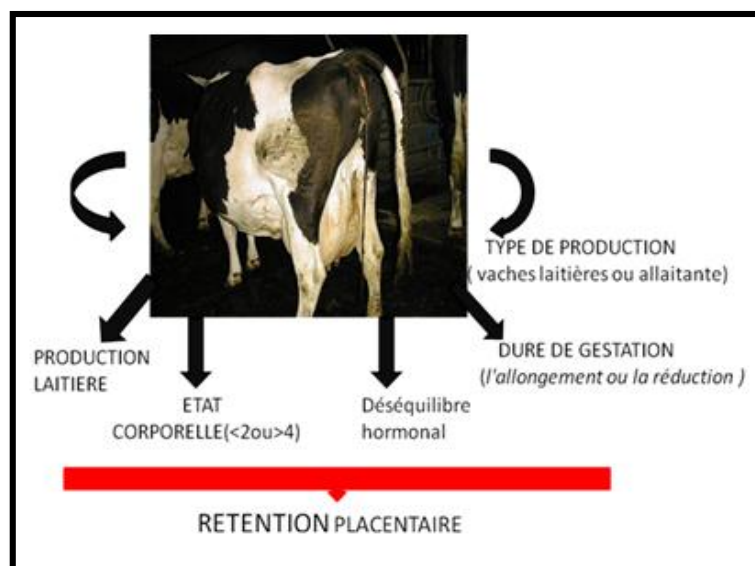 TYPE DE PRODUCTION
( vaches laitières ou allaitante)
PRODUCTION
LAITIERE
ETAT
CORPORELLE(<2ou>4)
Déséquilibre
hormonal
DURE DE GESTATION
(l'allongement ou la réduction )
RETENTION PLACENTAIRE